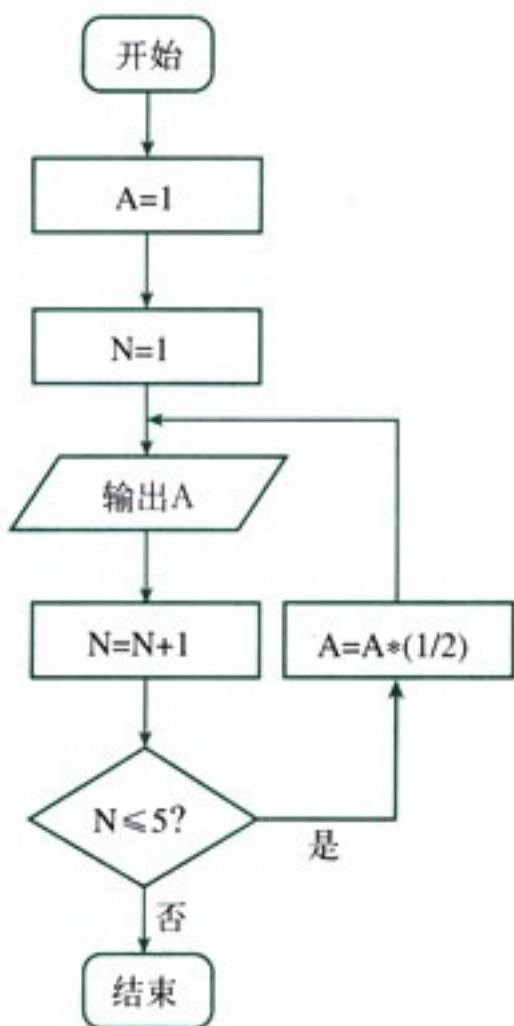 开始
A=1
N=1
输出A
N=N+1
A=A*(1/2)
N≤5?
是
否
结束